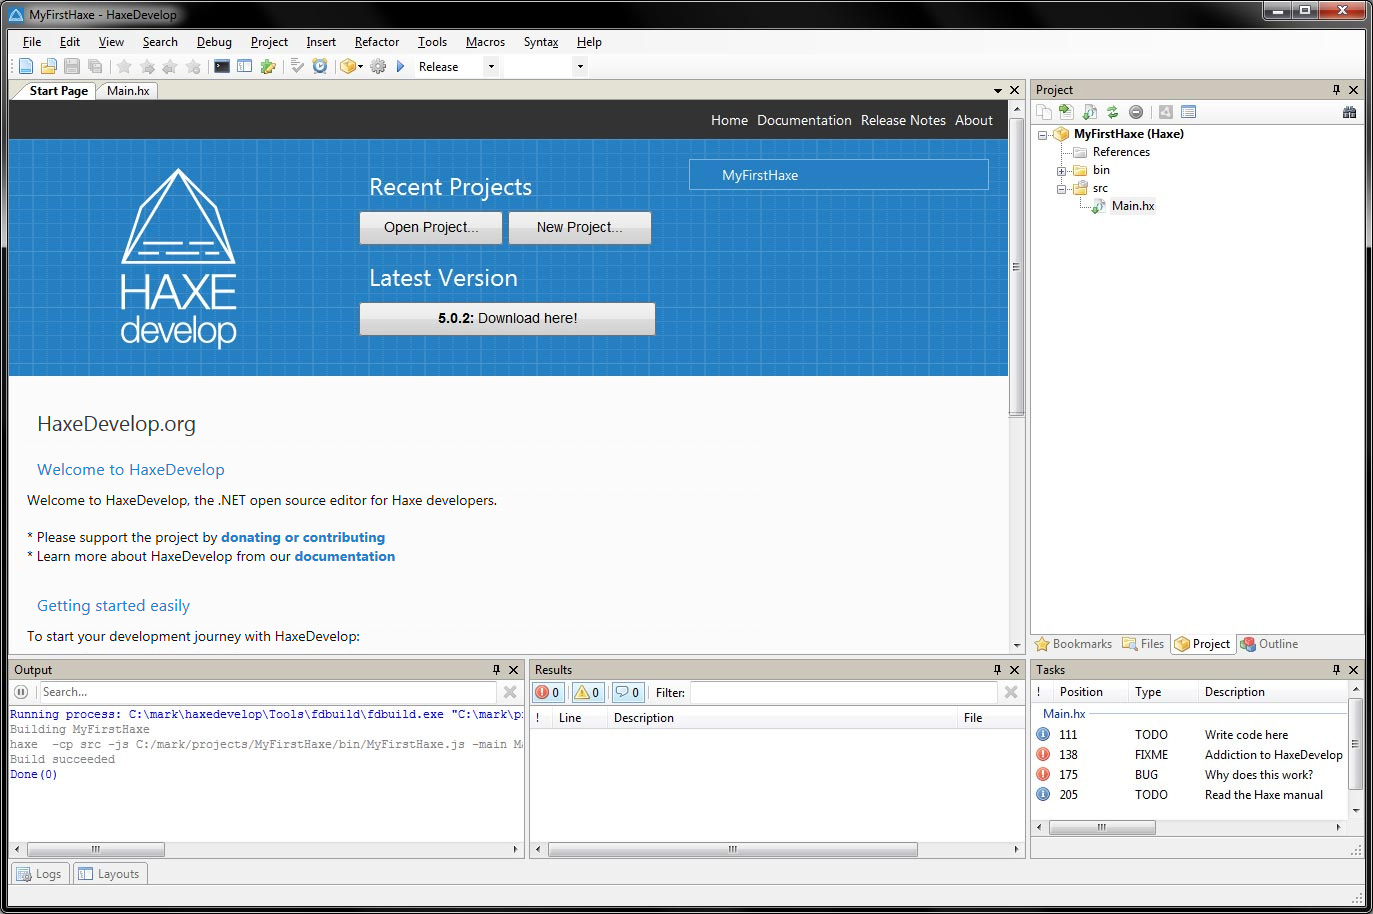 MyFirstHaxe - HaxeDevelop
File Edit View Search Debug Project Insert Refactor Tools Macros Syntax Help
Release
Start Page Main.hx
Home Documentation Release Notes About
HAXE
develop
Recent Projects
Open Project... New Project...
MyFirstHaxe
Latest Version
5.0.2: Download here!
HaxeDevelop.org
Welcome to HaxeDevelop
Welcome to HaxeDevelop, the .NET open source editor for Haxe developers.
* Please support the project by donating or contributing
* Learn more about HaxeDevelop from our documentation
Getting started easily
To start your development journey with HaxeDevelop:
Project
MyFirstHaxe (Haxe)
References
bin
src
Main.hx
Bookmarks Files Project Outline
Output
Search...
Running process: C:\mark\haxedevelop\Tools\fdbuild\fdbuild.exe "C:\mark\p
Building MyFirstHaxe
haxe -cp src -js C:/mark/projects/MyFirstHaxe/bin/MyFirstHaxe.js -main M
Build succeeded
Done(0)
Results
0 0 0 Filter:
! Line Description File
Tasks
! Position Type Description
Main.hx
111 TODO Write code here
138 FIXME Addiction to HaxeDevelop
175 BUG Why does this work?
205 TODO Read the Haxe manual
Logs Layouts